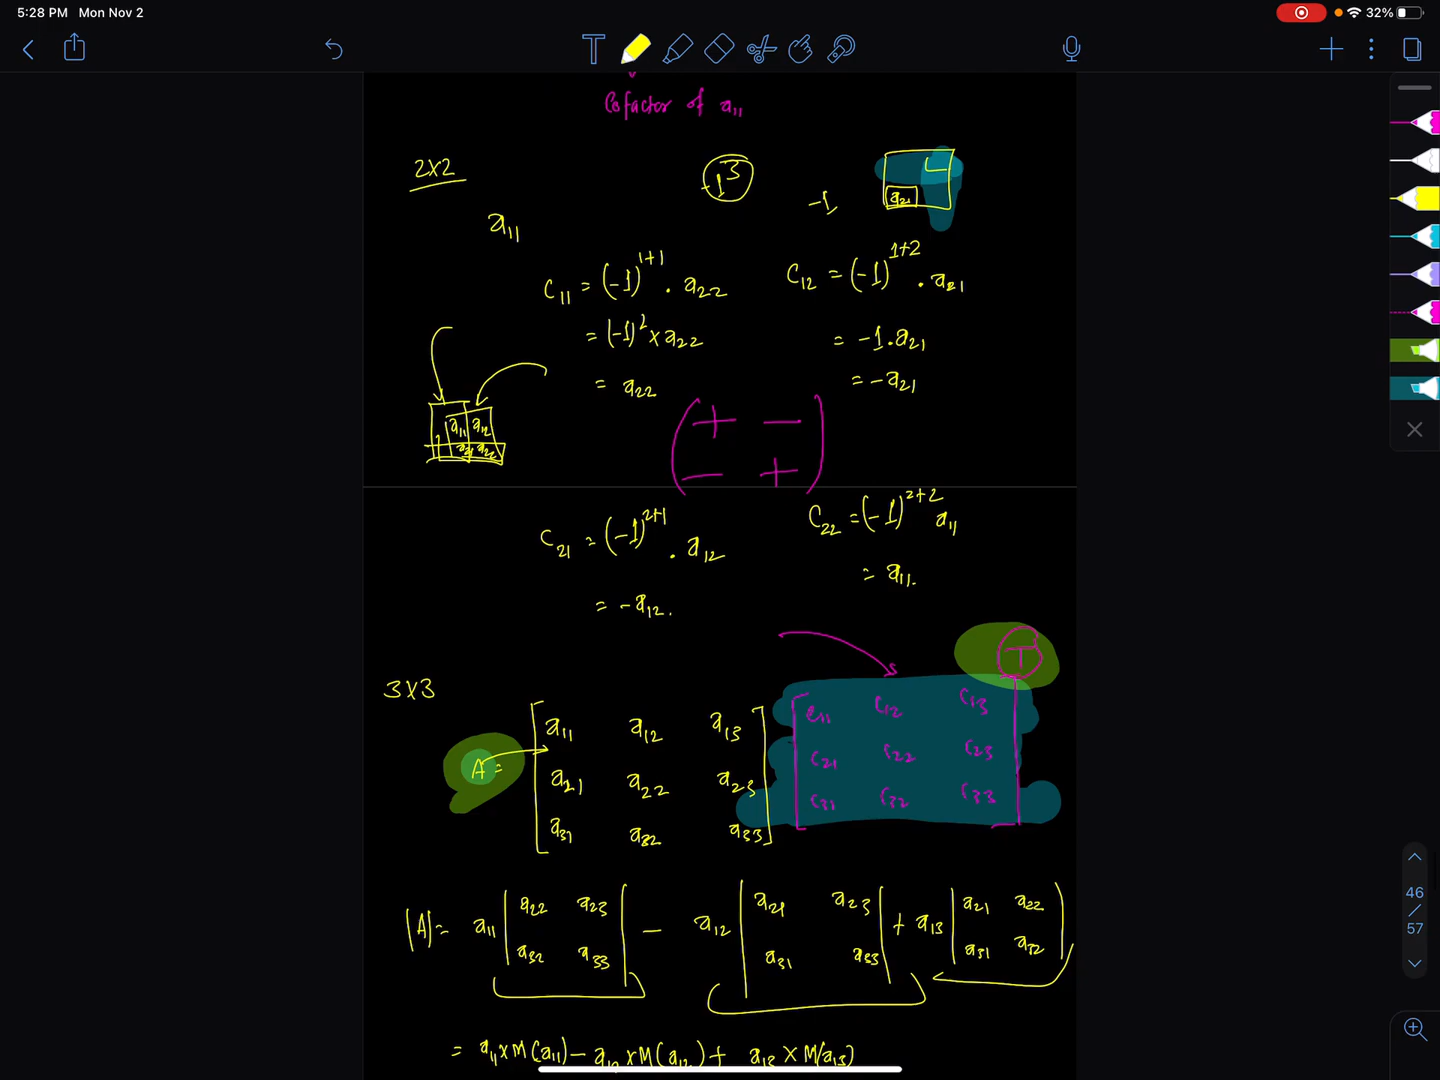 5:28 PM Mon Nov 2
32%
T
Cofactor of a₁₁
2x2
-1³
-1
a₂₁
a₁₁
C₁₁ = (-1)¹⁺¹ . a₂₂
C₁₂ = (-1)¹⁺² . a₂₁
= (-1)² x a₂₂
= -1. a₂₁
= a₂₂
= -a₂₁
a₁₁ a₁₂
a₂₁ a₂₂
+ −
− +
C₂₁ = (-1)²⁺¹ . a₁₂
C₂₂ = (-1)²⁺² a₁₁
= a₁₁.
= -a₁₂.
T
3x3
A =
a₁₁ a₁₂ a₁₃
a₂₁ a₂₂ a₂₃
a₃₁ a₃₂ a₃₃
C₁₁ C₁₂ C₁₃
C₂₁ C₂₂ C₂₃
C₃₁ C₃₂ C₃₃
|A| = a₁₁ |a₂₂ a₂₃ a₃₂ a₃₃| − a₁₂ |a₂₁ a₂₃ a₃₁ a₃₃| + a₁₃ |a₂₁ a₂₂ a₃₁ a₃₂|
= a₁₁ x M(a₁₁) − a₁₂ x M(a₁₂) + a₁₃ x M(a₁₃)
46
/
57